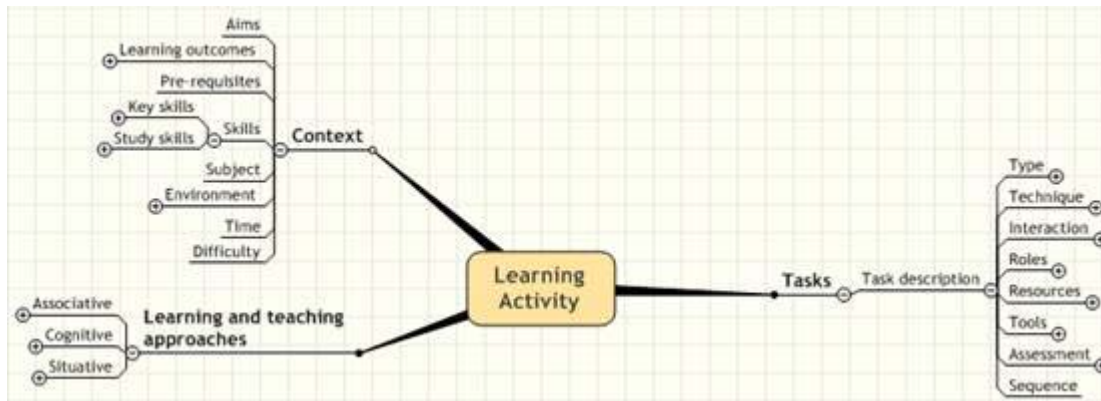 Aims
Learning outcomes
Pre-requisites
Key skills
Skills
Study skills
Context
Subject
Environment
Time
Difficulty
Learning
Activity
Type
Technique
Interaction
Roles
Tasks
Task description
Resources
Tools
Assessment
Sequence
Associative
Learning and teaching
approaches
Cognitive
Situative